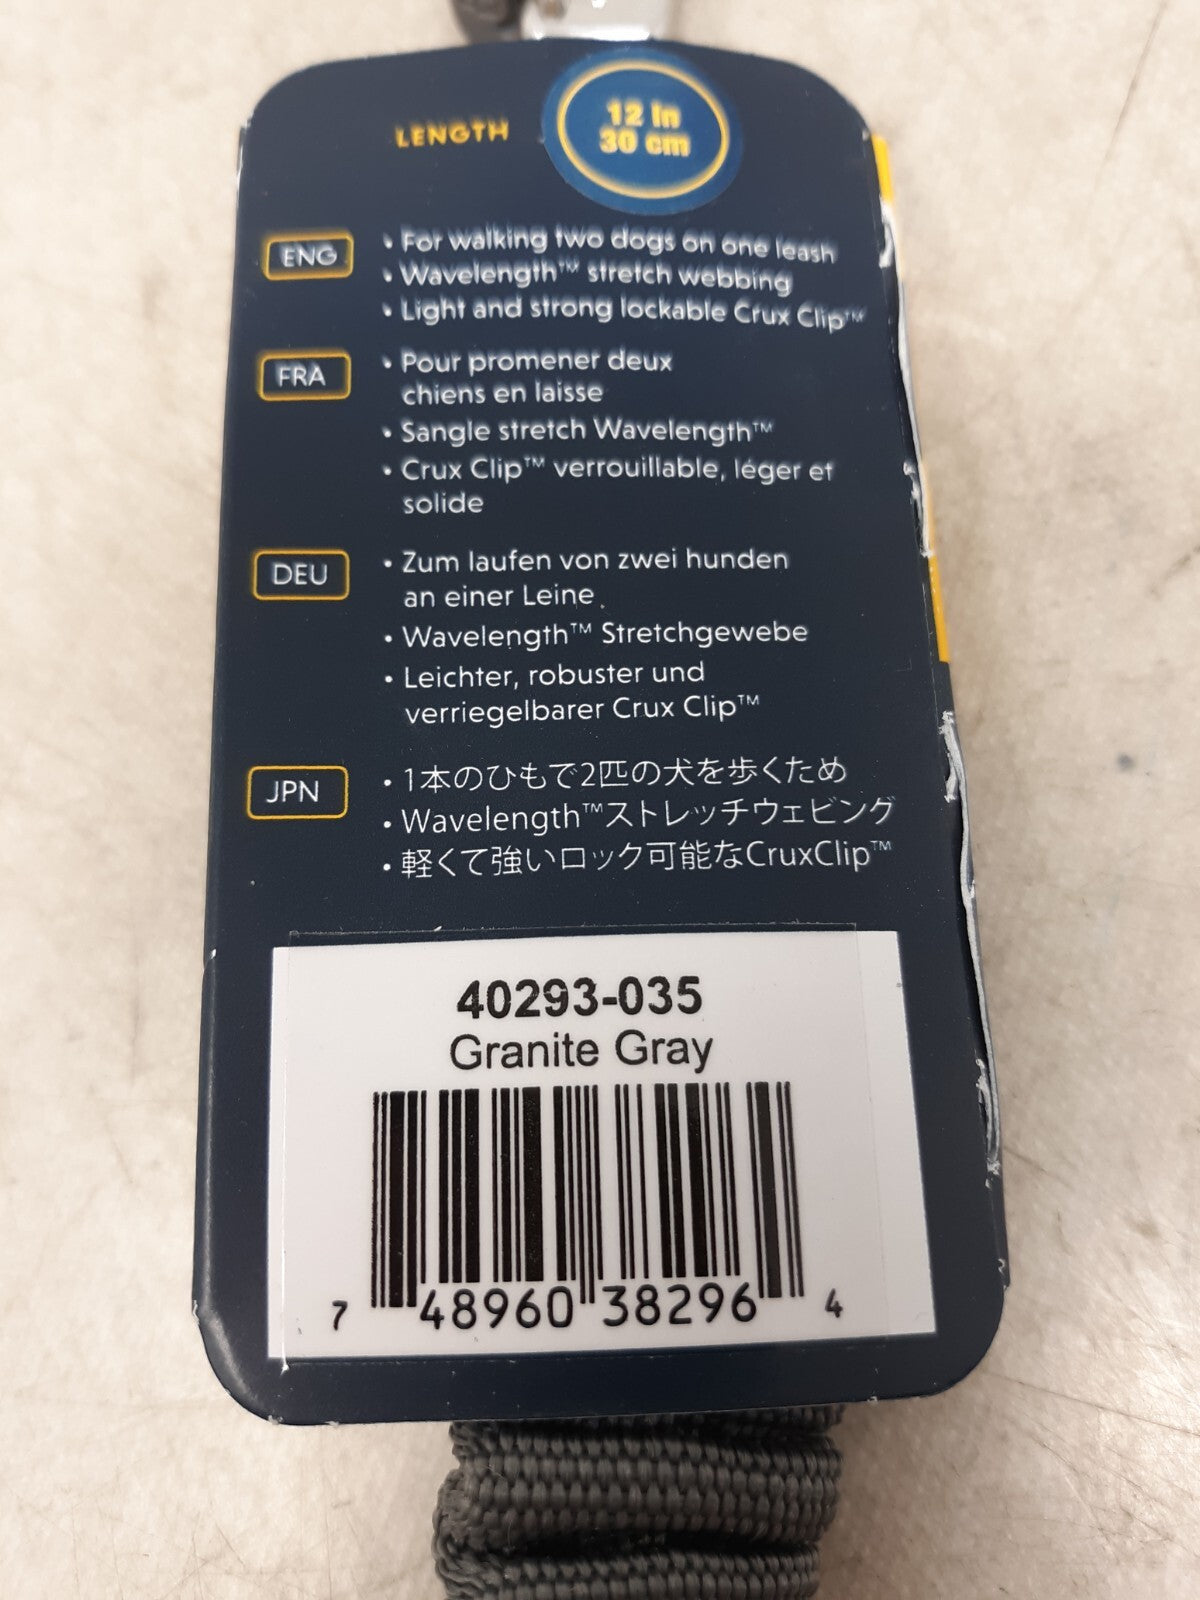 LENGTH
12 in
30 cm
ENG
• For walking two dogs on one leash
• Wavelength™ stretch webbing
• Light and strong lockable Crux Clip™
FRA
• Pour promener deux
chiens en laisse
• Sangle stretch Wavelength™
• Crux Clip™ verrouillable, léger et
solide
DEU
• Zum laufen von zwei hunden
an einer Leine.
• Wavelength™ Stretchgewebe
• Leichter, robuster und
verriegelbarer Crux Clip™
JPN
• 1本のひもで2匹の犬を歩くため
• Wavelength™ストレッチウェビング
• 軽くて強いロック可能なCruxClip™
40293-035
Granite Gray
7 48960 38296 4